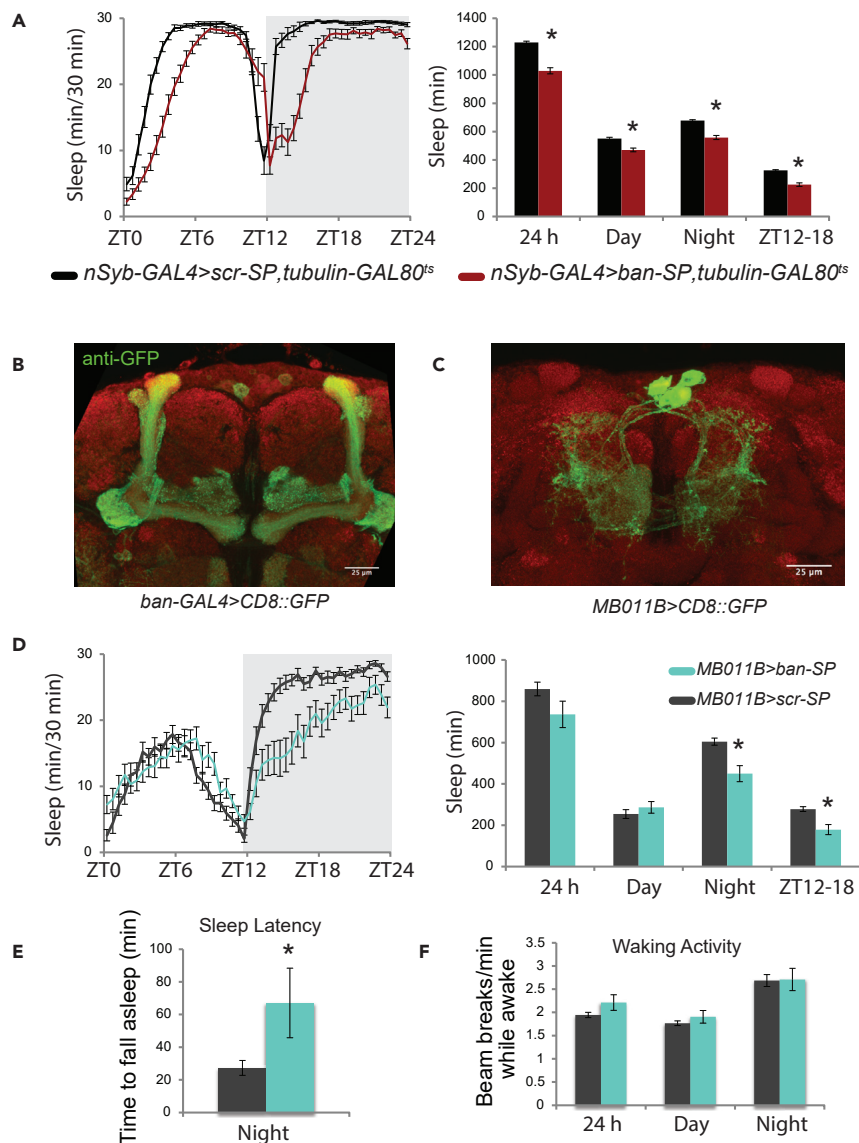 A
Sleep (min/30 min)
30
20
10
0
ZT0 ZT6 ZT12 ZT18 ZT24
Sleep (min)
1400
1200
1000
800
600
400
200
0
* * * *
24 h Day Night ZT12-18
nSyb-GAL4>scr-SP,tubulin-GAL80ts
nSyb-GAL4>ban-SP,tubulin-GAL80ts
B
anti-GFP
25 µm
ban-GAL4>CD8::GFP
C
25 µm
MB011B>CD8::GFP
D
Sleep (min/30 min)
30
20
10
0
ZT0 ZT6 ZT12 ZT18 ZT24
Sleep (min)
1000
800
600
400
200
0
MB011B>ban-SP
MB011B>scr-SP
* *
24 h Day Night ZT12-18
E
Sleep Latency
Time to fall asleep (min)
100
80
60
40
20
0
*
Night
F
Waking Activity
Beam breaks/min
while awake
3
2.5
2
1.5
1
0.5
0
24 h Day Night